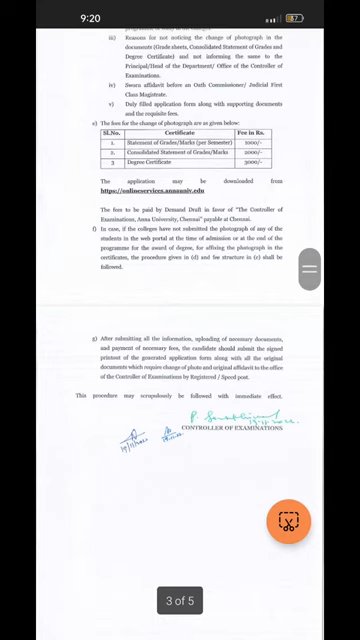 9:20
57
iii) Reasons for not noticing the change of photograph in the
documents (Grade sheets, Consolidated Statement of Grades and
Degree Certificate) and not informing the same to the
Principal/Head of the Department/ Office of the Controller of
Examinations.
iv) Sworn affidavit before an Oath Commissioner/ Judicial First
Class Magistrate.
v) Duly filled application form along with supporting documents
and the requisite fees.
e) The fees for the change of photograph are as given below:
Sl.No. Certificate Fee in Rs.
1. Statement of Grades/Marks (per Semester) 1000/-
2. Consolidated Statement of Grades/Marks 2000/-
3 Degree Certificate 3000/-
The application may be downloaded from
https://onlineservices.annauniv.edu
The fees to be paid by Demand Draft in favor of "The Controller of
Examinations, Anna University, Chennai" payable at Chennai.
f) In case, if the colleges have not submitted the photograph of any of the
students in the web portal at the time of admission or at the end of the
programme for the award of degree, for affixing the photograph in the
certificates, the procedure given in (d) and fee structure in (e) shall be
followed.
g) After submitting all the information, uploading of necessary documents,
and payment of necessary fees, the candidate should submit the signed
printout of the generated application form along with all the original
documents which require change of photo and original affidavit to the office
of the Controller of Examinations by Registered / Speed post.
This procedure may scrupulously be followed with immediate effect.
CONTROLLER OF EXAMINATIONS
3 of 5